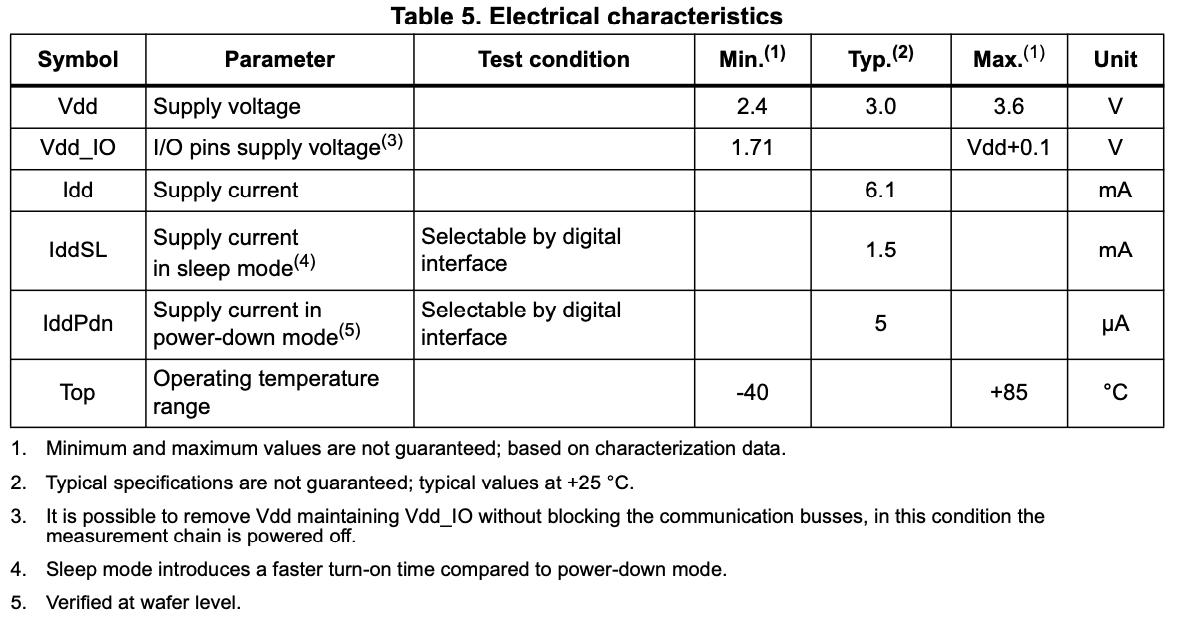 Table 5. Electrical characteristics
Symbol Parameter Test condition Min.(1) Typ.(2) Max.(1) Unit
Vdd Supply voltage 2.4 3.0 3.6 V
Vdd_IO I/O pins supply voltage(3) 1.71 Vdd+0.1 V
Idd Supply current 6.1 mA
IddSL Supply current in sleep mode(4) Selectable by digital interface 1.5 mA
IddPdn Supply current in power-down mode(5) Selectable by digital interface 5 µA
Top Operating temperature range -40 +85 °C
1. Minimum and maximum values are not guaranteed; based on characterization data.
2. Typical specifications are not guaranteed; typical values at +25 °C.
3. It is possible to remove Vdd maintaining Vdd_IO without blocking the communication busses, in this condition the
measurement chain is powered off.
4. Sleep mode introduces a faster turn-on time compared to power-down mode.
5. Verified at wafer level.